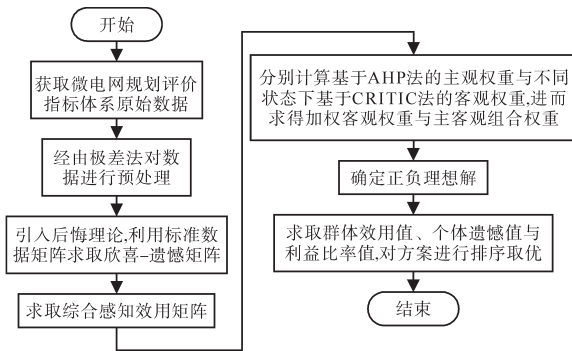 开始
获取微电网规划评价
指标体系原始数据
经由极差法对数
据进行预处理
引入后悔理论,利用标准数
据矩阵求取欣喜-遗憾矩阵
求取综合感知效用矩阵
分别计算基于AHP法的主观权重与不同
状态下基于CRITIC法的客观权重,进而
求得加权客观权重与主客观组合权重
确定正负理想解
求取群体效用值、个体遗憾值与
利益比率值,对方案进行排序取优
结束